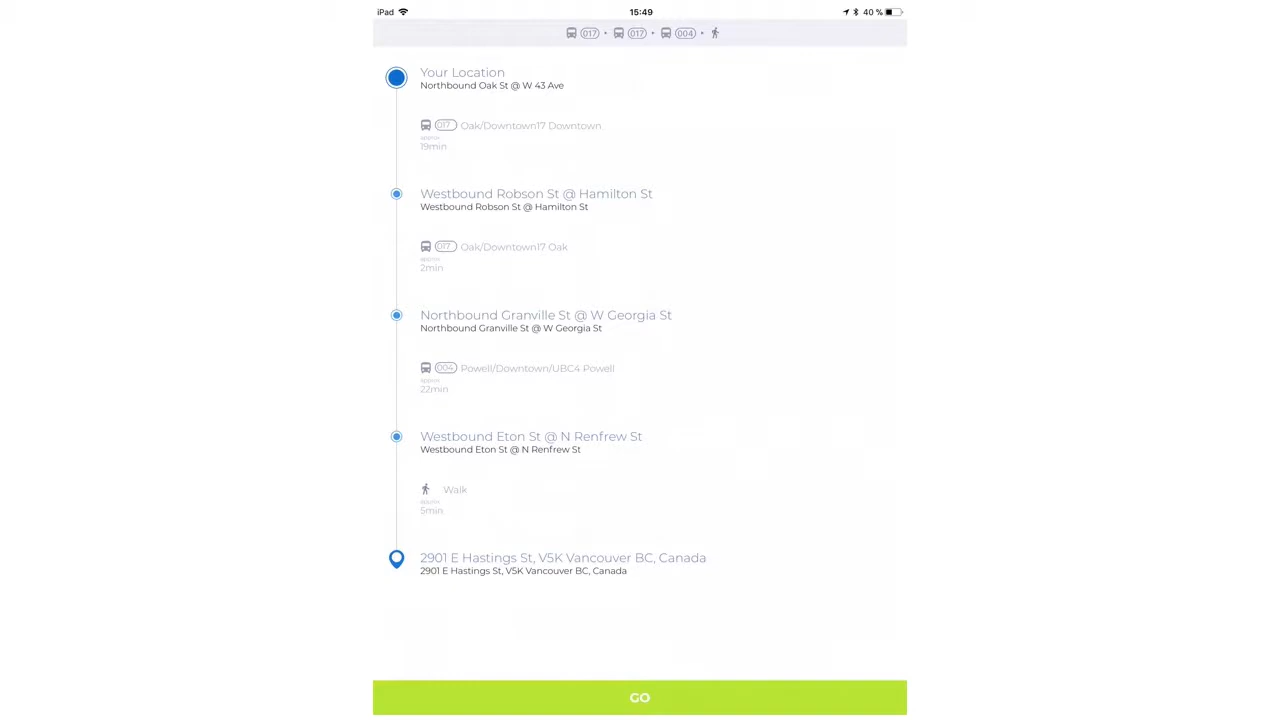 iPad 15:49 40 %
017 • 017 • 004 •
Your Location
Northbound Oak St @ W 43 Ave
017 Oak/Downtown17 Downtown
approx
19min
Westbound Robson St @ Hamilton St
Westbound Robson St @ Hamilton St
017 Oak/Downtown17 Oak
approx
2min
Northbound Granville St @ W Georgia St
Northbound Granville St @ W Georgia St
004 Powell/Downtown/UBC4 Powell
approx
22min
Westbound Eton St @ N Renfrew St
Westbound Eton St @ N Renfrew St
Walk
approx
5min
2901 E Hastings St, V5K Vancouver BC, Canada
2901 E Hastings St, V5K Vancouver BC, Canada
GO